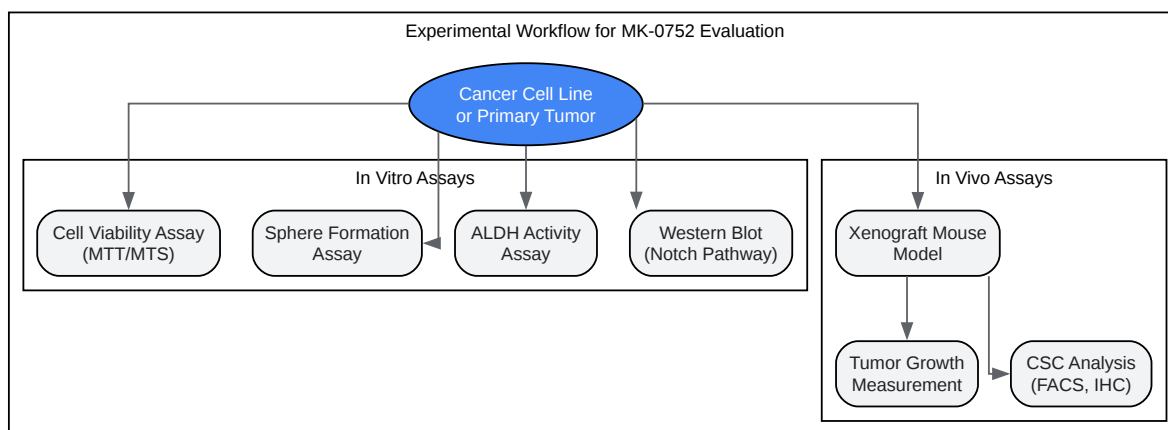 Experimental Workflow for MK-0752 Evaluation
Cancer Cell Line
or Primary Tumor
In Vitro Assays
Cell Viability Assay
(MTT/MTS)
Sphere Formation
Assay
ALDH Activity
Assay
Western Blot
(Notch Pathway)
In Vivo Assays
Xenograft Mouse
Model
Tumor Growth
Measurement
CSC Analysis
(FACS, IHC)